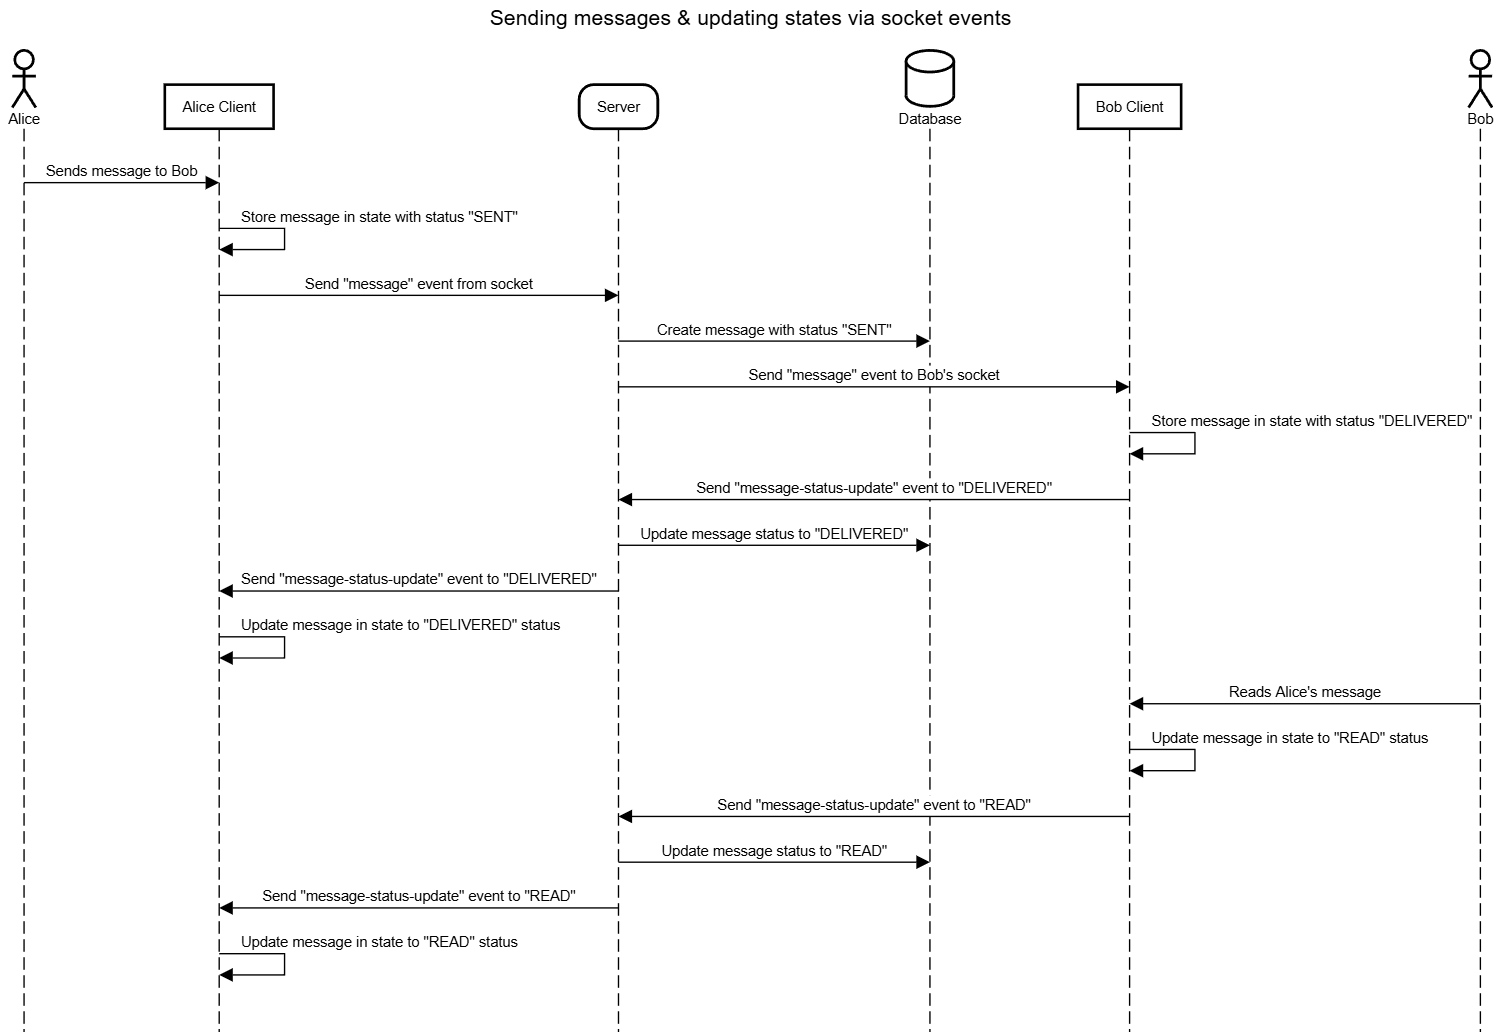 Sending messages & updating states via socket events
Alice
Alice Client
Server
Database
Bob Client
Bob
Sends message to Bob
Store message in state with status "SENT"
Send "message" event from socket
Create message with status "SENT"
Send "message" event to Bob's socket
Store message in state with status "DELIVERED"
Send "message-status-update" event to "DELIVERED"
Update message status to "DELIVERED"
Send "message-status-update" event to "DELIVERED"
Update message in state to "DELIVERED" status
Reads Alice's message
Update message in state to "READ" status
Send "message-status-update" event to "READ"
Update message status to "READ"
Send "message-status-update" event to "READ"
Update message in state to "READ" status